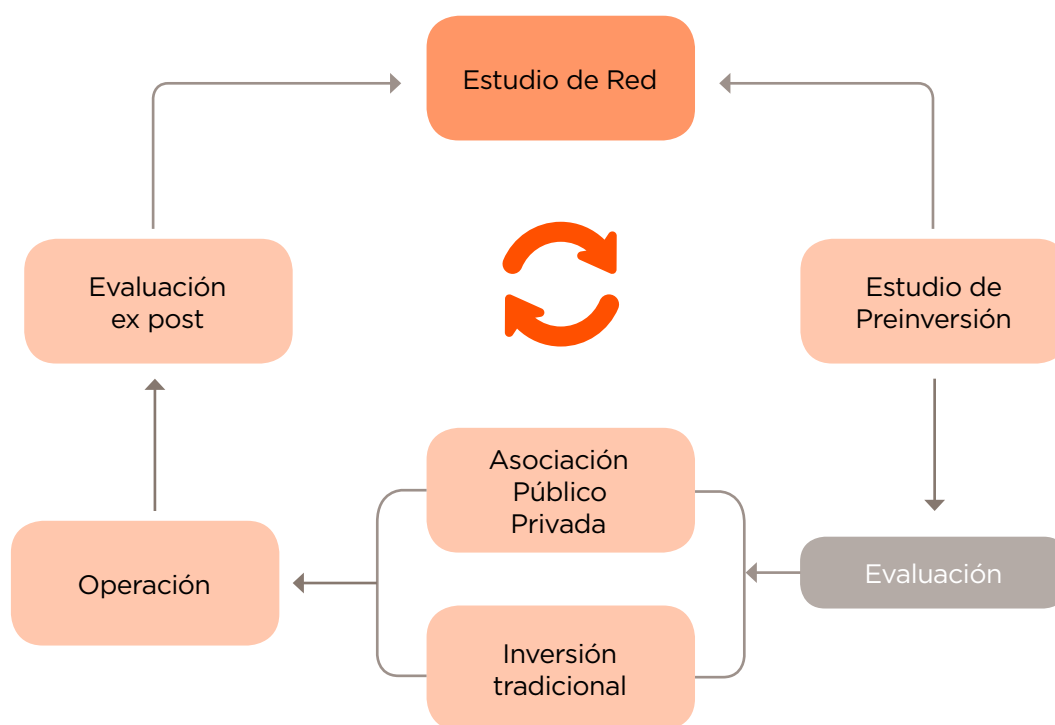 Estudio de Red
Evaluación
ex post
Estudio de
Preinversión
Asociación
Público
Privada
Evaluación
Operación
Inversión
tradicional